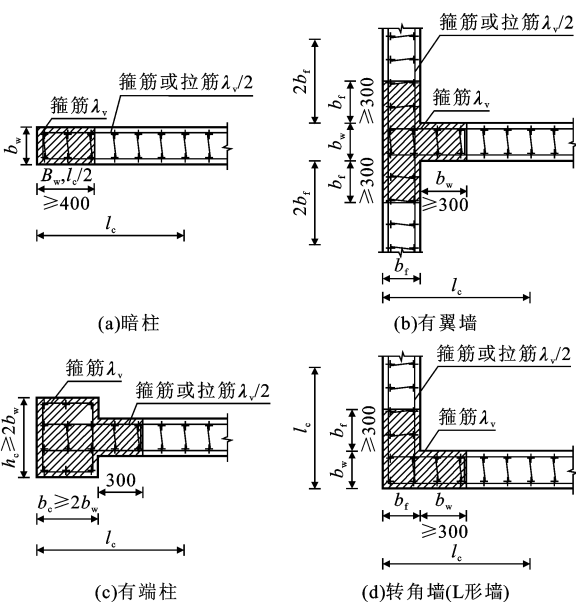 箍筋或拉筋λv/2
箍筋λv
bw
Bw,lc/2
≥400
lc
(a)暗柱
箍筋或拉筋λv/2
箍筋λv
2bf
bf
≥300
bw
bf
≥300
2bf
bw
≥300
bf
lc
(b)有翼墙
箍筋λv
箍筋或拉筋λv/2
hc≥2bw
300
bc≥2bw
lc
(c)有端柱
箍筋或拉筋λv/2
箍筋λv
lc
bf
≥300
bw
bf
bw
≥300
lc
(d)转角墙(L形墙)